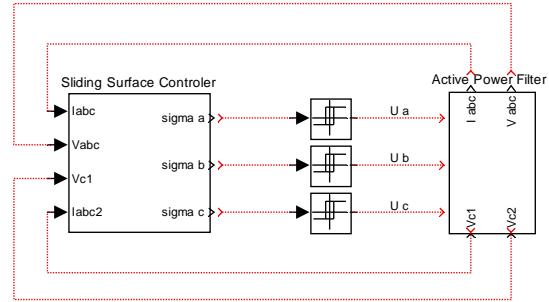 Sliding Surface Controler
Active Power Filter
Iabc
Vabc
Vc1
Iabc2
sigma a
sigma b
sigma c
U a
U b
U c
I abc
V abc
Vc1
Vc2